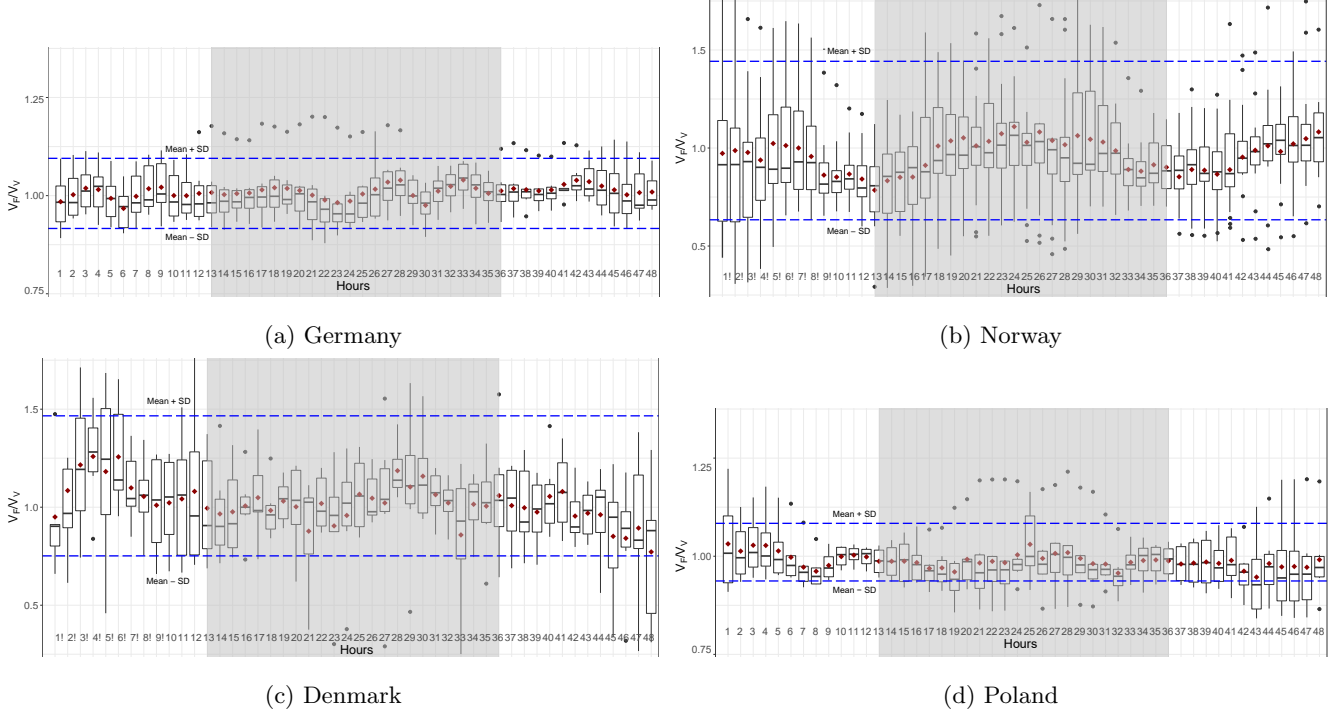 1.25
Mean + SD
1.00
Mean − SD
0.75
V_F/V_V
1 2 3 4 5 6 7 8 9 10 11 12 13 14 15 16 17 18 19 20 21 22 23 24 25 26 27 28 29 30 31 32 33 34 35 36 37 38 39 40 41 42 43 44 45 46 47 48
Hours
(a) Germany
1.5
Mean + SD
1.0
Mean − SD
0.5
V_F/V_V
1! 2! 3! 4! 5! 6! 7! 8! 9! 10 11 12 13 14 15 16 17 18 19 20 21 22 23 24 25 26 27 28 29 30 31 32 33 34 35 36 37 38 39 40 41 42 43 44 45 46 47 48
Hours
(b) Norway
1.5
Mean + SD
1.0
Mean − SD
0.5
V_F/V_V
1! 2! 3! 4! 5! 6! 7! 8! 9! 10 11 12 13 14 15 16 17 18 19 20 21 22 23 24 25 26 27 28 29 30 31 32 33 34 35 36 37 38 39 40 41 42 43 44 45 46 47 48
Hours
(c) Denmark
1.25
Mean + SD
1.00
Mean − SD
0.75
V_F/V_V
1 2 3 4 5 6 7 8 9 10 11 12 13 14 15 16 17 18 19 20 21 22 23 24 25 26 27 28 29 30 31 32 33 34 35 36 37 38 39 40 41 42 43 44 45 46 47 48
Hours
(d) Poland